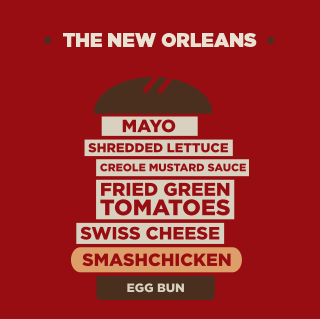 THE NEW ORLEANS
MAYO
SHREDDED LETTUCE
CREOLE MUSTARD SAUCE
FRIED GREEN
TOMATOES
SWISS CHEESE
SMASHCHICKEN
EGG BUN